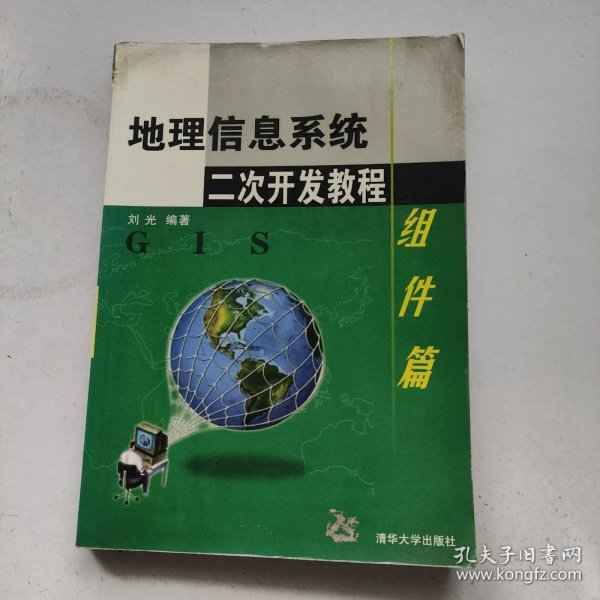 地理信息系统
二次开发教程
刘光 编著
GIS
组件篇
清华大学出版社
孔夫子旧书网
www.kongfz.com